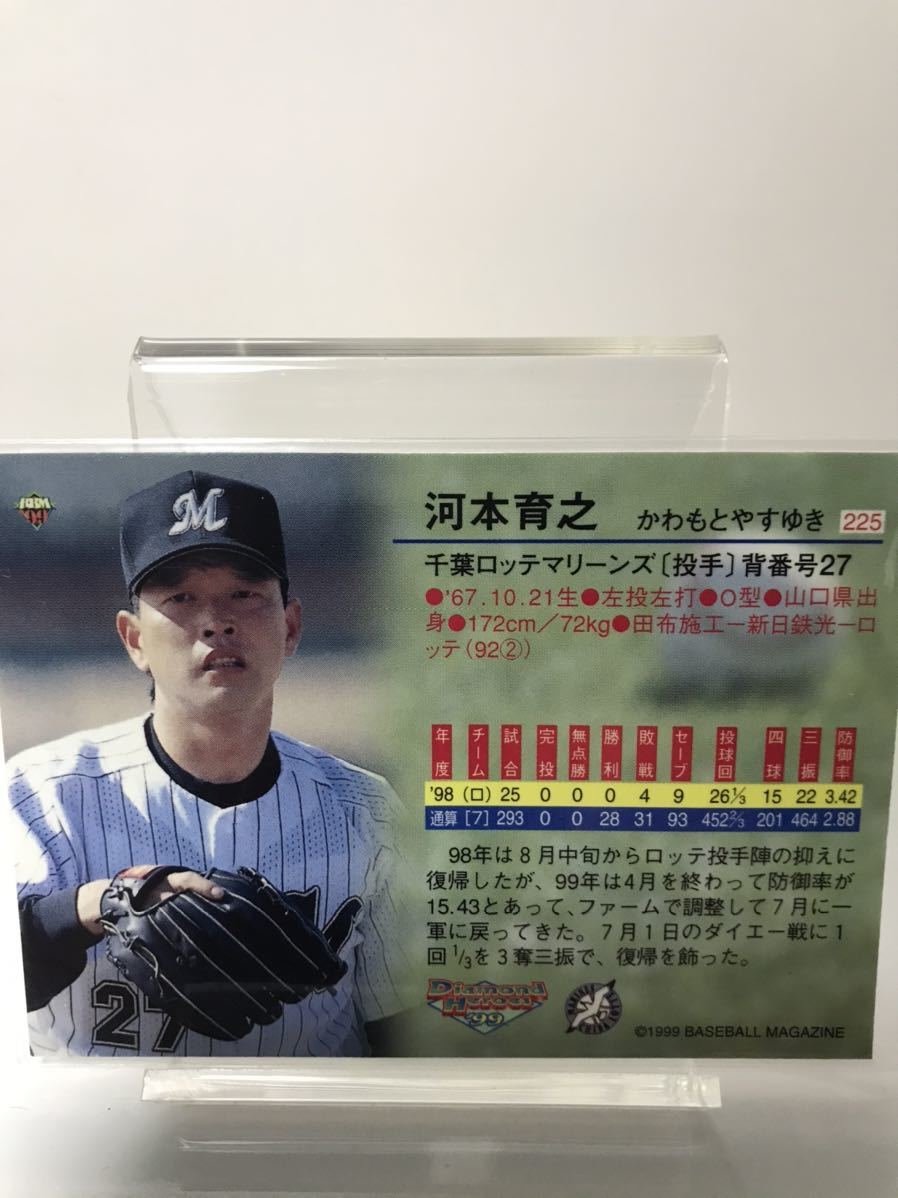 BBM
M
河本育之 かわもとやすゆき 225
千葉ロッテマリーンズ〔投手〕背番号27
●'67.10.21生●左投左打●O型●山口県出
身●172cm／72kg●田布施工ー新日鉄光ーロ
ッテ(92②)
年度 チーム 試合 完投 無点勝 勝利 敗戦 セーブ 投球回 四球 三振 防御率
'98 (ロ) 25 0 0 0 4 9 26 1/3 15 22 3.42
通算 [7] 293 0 0 28 31 93 452 2/3 201 464 2.88
98年は8月中旬からロッテ投手陣の抑えに
復帰したが、99年は4月を終わって防御率が
15.43とあって、ファームで調整して7月に一
軍に戻ってきた。7月1日のダイエー戦に1
回 1/3を3奪三振で、復帰を飾った。
27
Diamond
Heroes
'99
©1999 BASEBALL MAGAZINE